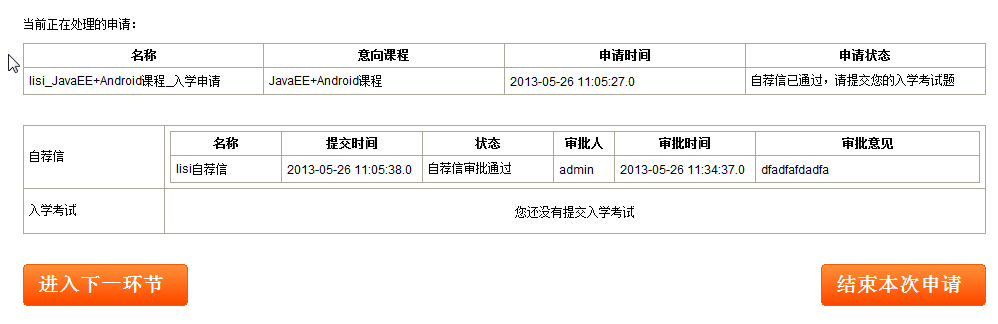 当前正在处理的申请：
名称 意向课程 申请时间 申请状态
lisi_JavaEE+Android课程_入学申请 JavaEE+Android课程 2013-05-26 11:05:27.0 自荐信已通过，请提交您的入学考试题
自荐信
名称 提交时间 状态 审批人 审批时间 审批意见
lisi自荐信 2013-05-26 11:05:38.0 自荐信审批通过 admin 2013-05-26 11:34:37.0 dfadfafdadfa
入学考试 您还没有提交入学考试
进入下一环节 结束本次申请